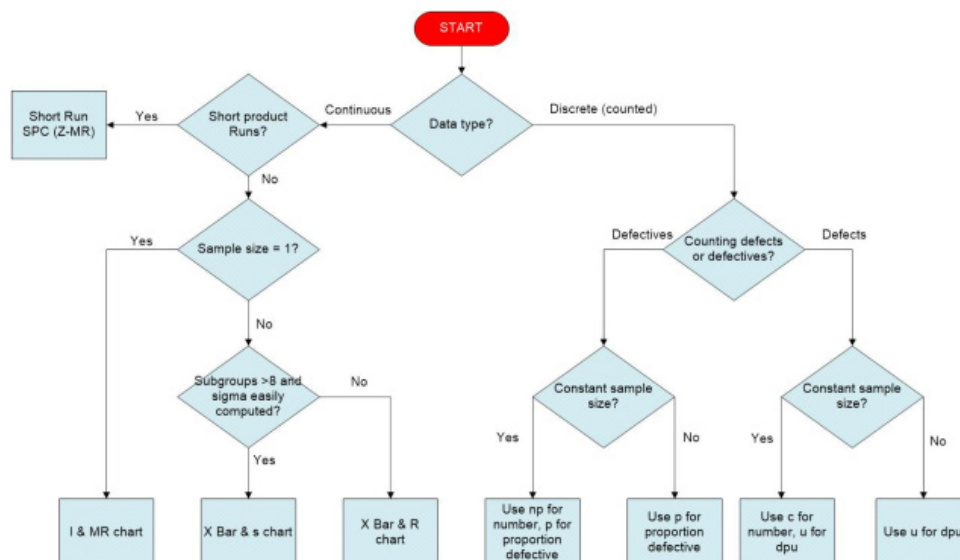 START
Short Run
SPC (Z-MR)
Yes
Short product
Runs?
Continuous
Data type?
Discrete (counted)
No
Yes
Sample size = 1?
Defectives
Counting defects
or defectives?
Defects
No
Subgroups >8 and
sigma easily
computed?
No
Constant sample
size?
Constant sample
size?
Yes
Yes
No
Yes
No
I & MR chart
X Bar & s chart
X Bar & R
chart
Use np for
number, p for
proportion
defective
Use p for
proportion
defective
Use c for
number, u for
dpu
Use u for dpu